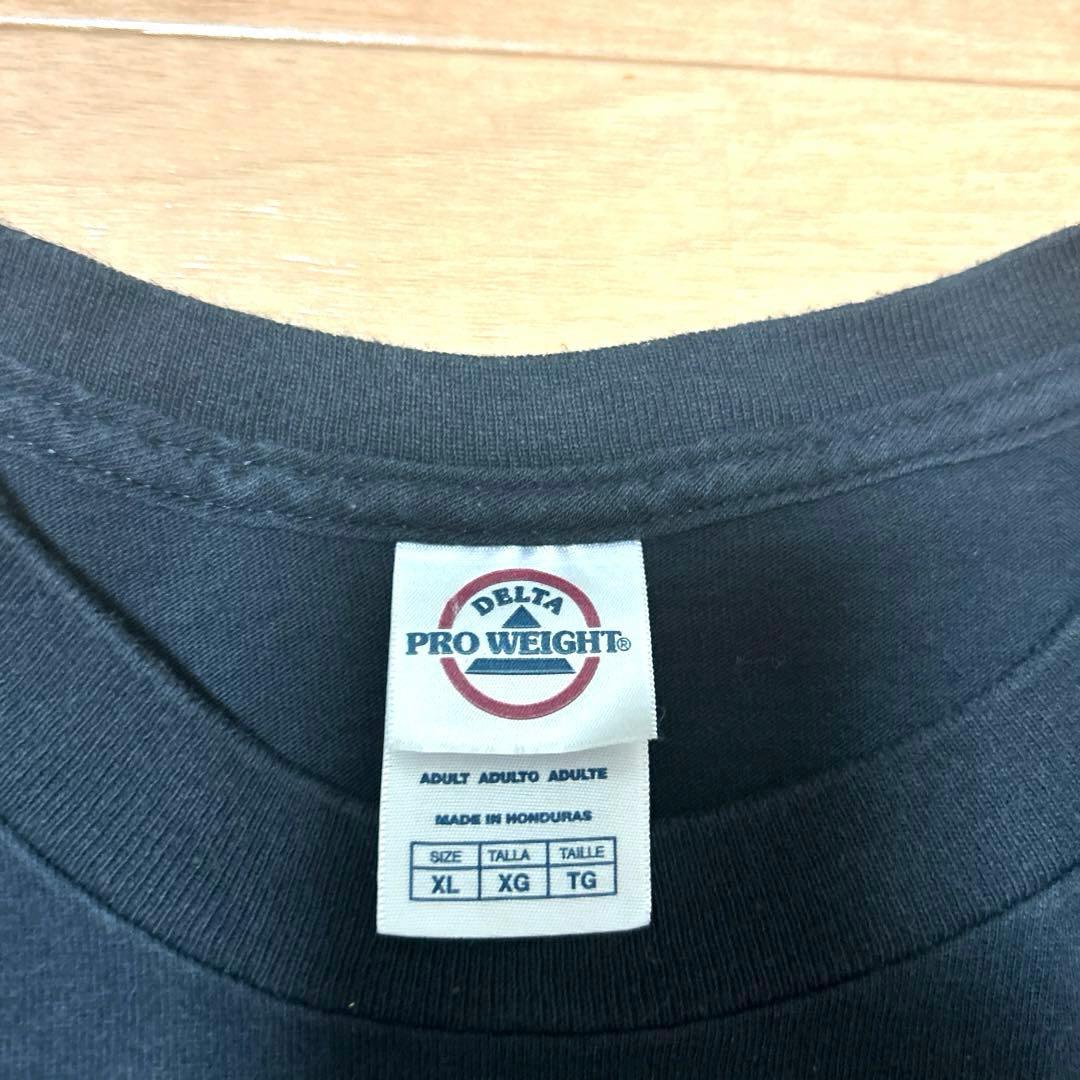 DELTA
PRO WEIGHT®
ADULT ADULTO ADULTE
MADE IN HONDURAS
SIZE TALLA TAILLE
XL XG TG